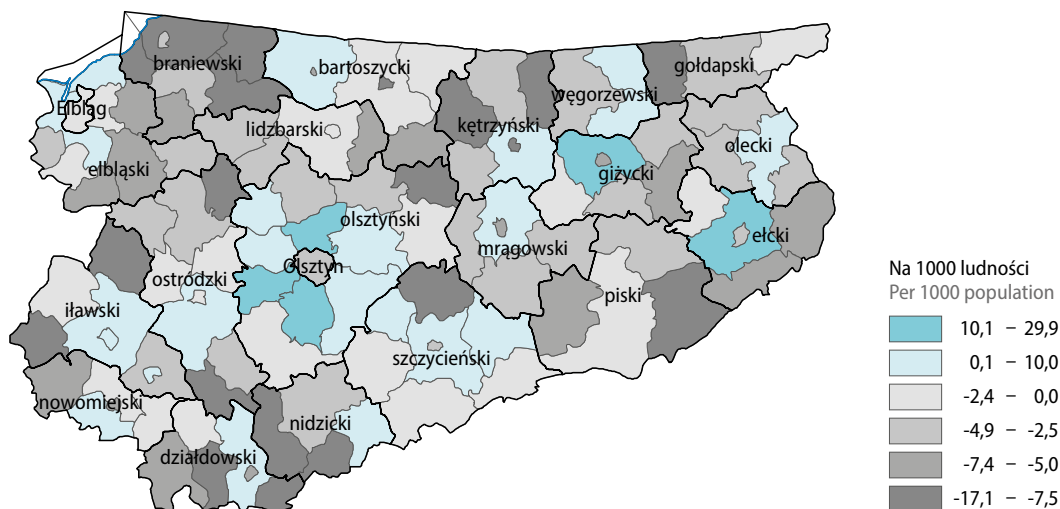 braniewski
bartoszycki
gołdapski
węgorzewski
Elbląg
lidzbarski
kętrzyński
olecki
elbląski
giżycki
olsztyński
mrągowski
ełcki
Olsztyn
ostródzki
piski
iławski
szczycieński
nowomiejski
nidzicki
działdowski
Na 1000 ludności
Per 1000 population
10,1 – 29,9
0,1 – 10,0
-2,4 – 0,0
-4,9 – -2,5
-7,4 – -5,0
-17,1 – -7,5